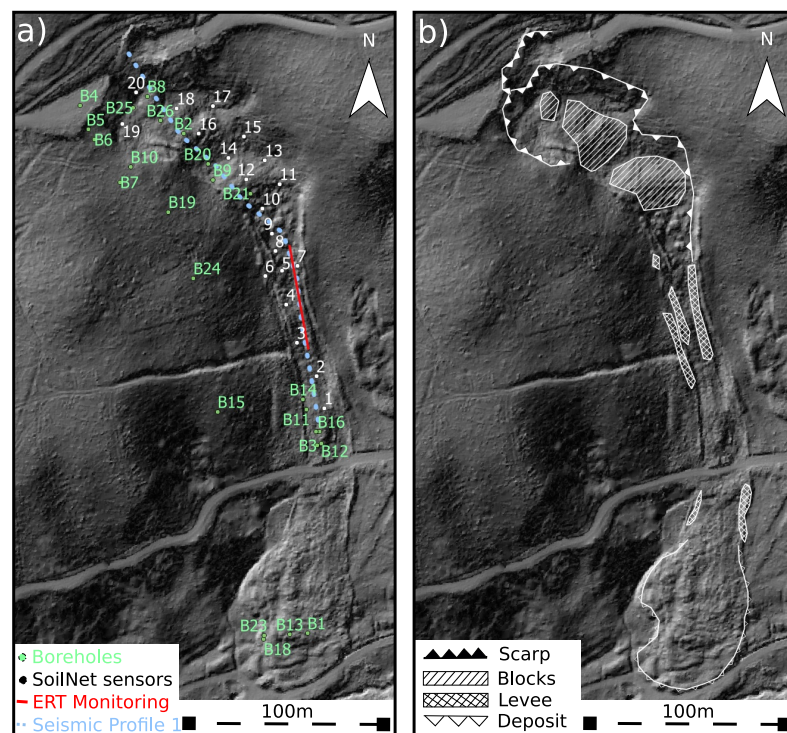 a)
N
20
B8
B4
B25
18
17
B26
B5
19
B2
16
B6
15
B10
B20
14
13
B7
B9
12
11
B21
10
B19
9
8
7
B24
6
5
4
3
2
B14
B15
1
B11
B16
B3
B12
B23
B13
B1
B18
Boreholes
SoilNet sensors
ERT Monitoring
Seismic Profile 1
100m
b)
N
Scarp
Blocks
Levee
Deposit
100m